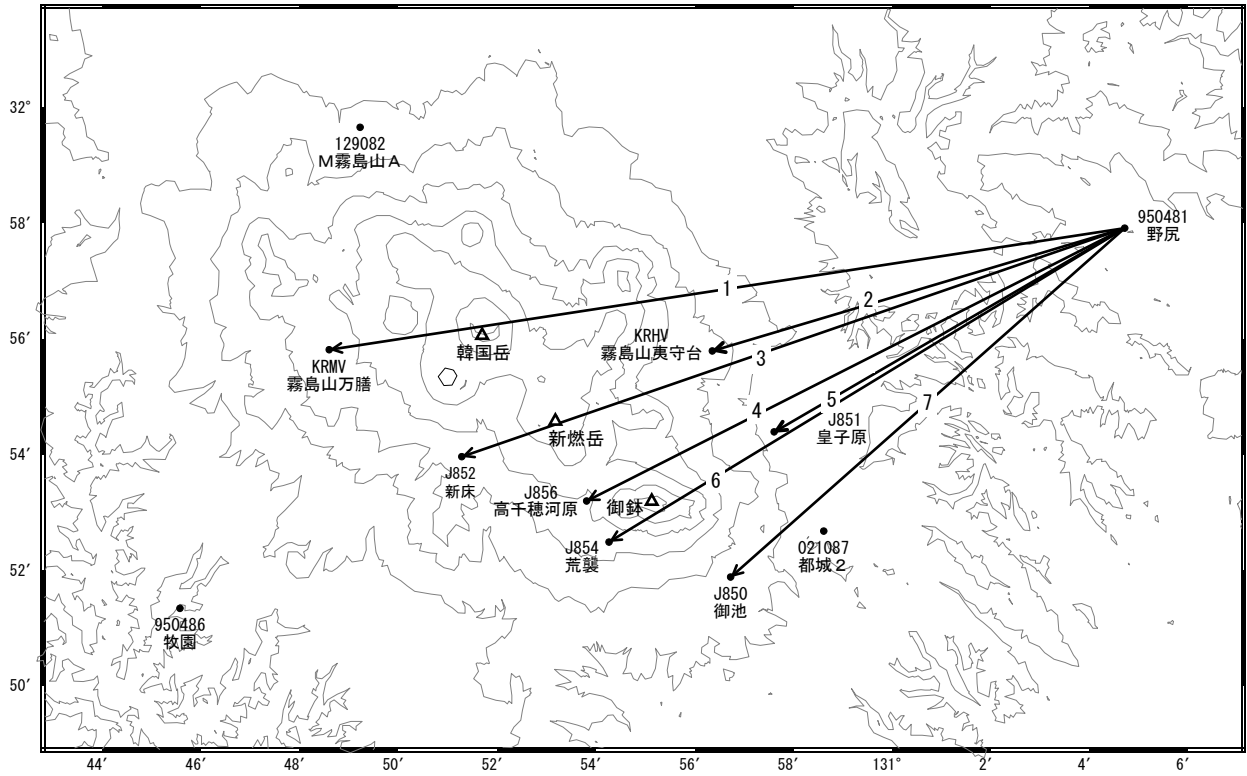 32°
129082
M霧島山A
58′
950481
野尻
1
2
56′
KRHV
霧島山夷守台
3
韓国岳
KRMV
霧島山万膳
4
5
7
J851
皇子原
新燃岳
54′
J852
新床
6
J856
高千穂河原
御鉢
J854
荒襲
021087
都城2
52′
J850
御池
950486
牧園
50′
44′
46′
48′
50′
52′
54′
56′
58′
131°
2′
4′
6′